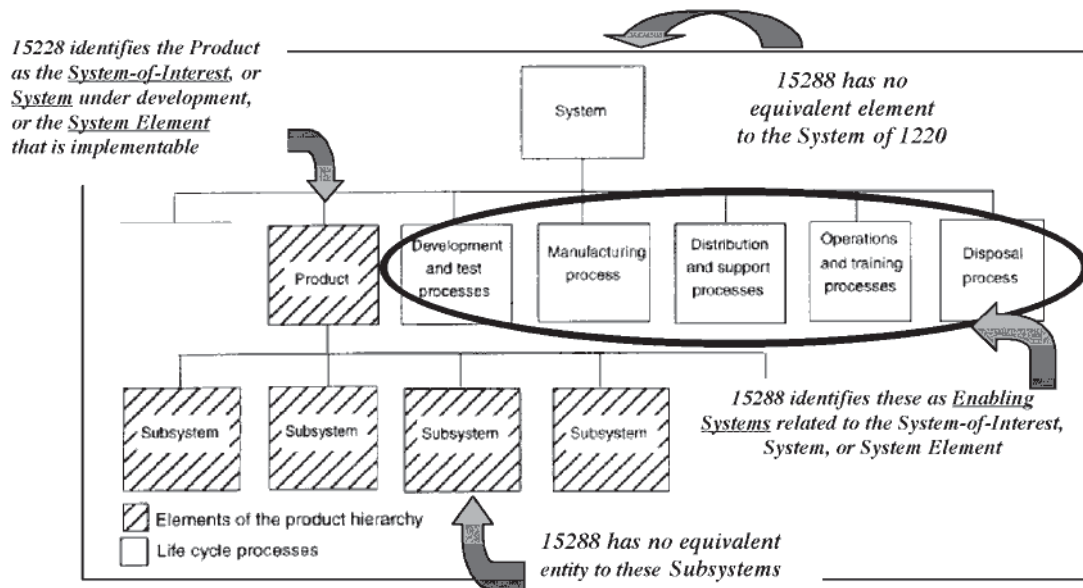 15228 identifies the Product
as the System-of-Interest, or
System under development,
or the System Element
that is implementable
15288 has no
equivalent element
to the System of 1220
System
Product
Development
and test
processes
Manufacturing
process
Distribution
and support
processes
Operations
and training
processes
Disposal
process
15288 identifies these as Enabling
Systems related to the System-of-Interest,
System, or System Element
Subsystem
Subsystem
Subsystem
Subsystem
Elements of the product hierarchy
Life cycle processes
15288 has no equivalent
entity to these Subsystems